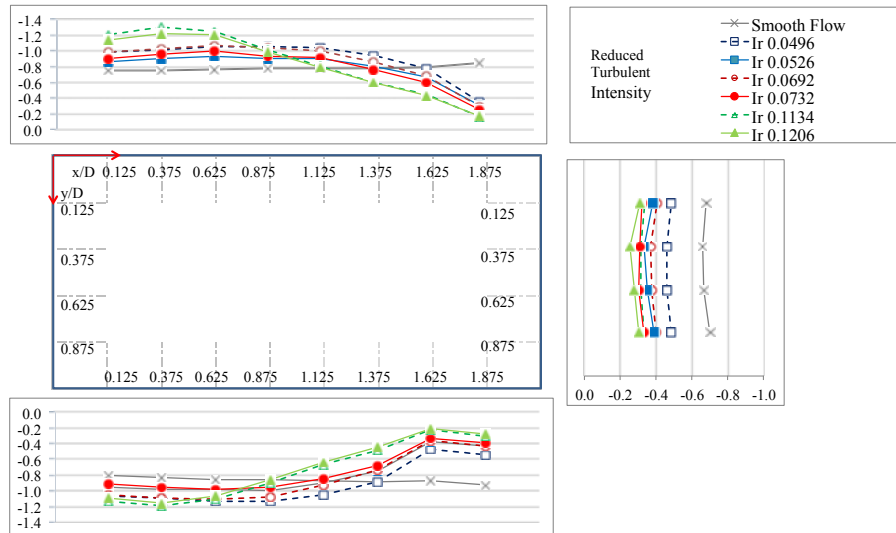 -1.4
-1.2
-1.0
-0.8
-0.6
-0.4
-0.2
0.0
Reduced
Turbulent
Intensity
Smooth Flow
Ir 0.0496
Ir 0.0526
Ir 0.0692
Ir 0.0732
Ir 0.1134
Ir 0.1206
x/D 0.125 0.375 0.625 0.875 1.125 1.375 1.625 1.875
y/D
0.125 0.125
0.375 0.375
0.625 0.625
0.875 0.875
0.125 0.375 0.625 0.875 1.125 1.375 1.625 1.875
0.0 -0.2 -0.4 -0.6 -0.8 -1.0
0.0
-0.2
-0.4
-0.6
-0.8
-1.0
-1.2
-1.4